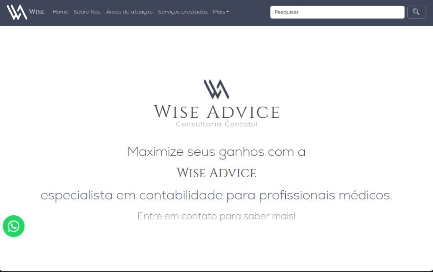 Wise Home Sobre Nós Áreas de atuação Serviços prestados Mais Pesquisar
WISE ADVICE
Consultoria Contábil
Maximize seus ganhos com a
WISE ADVICE
especialista em contabilidade para profissionais médicos.
Entre em contato para saber mais!